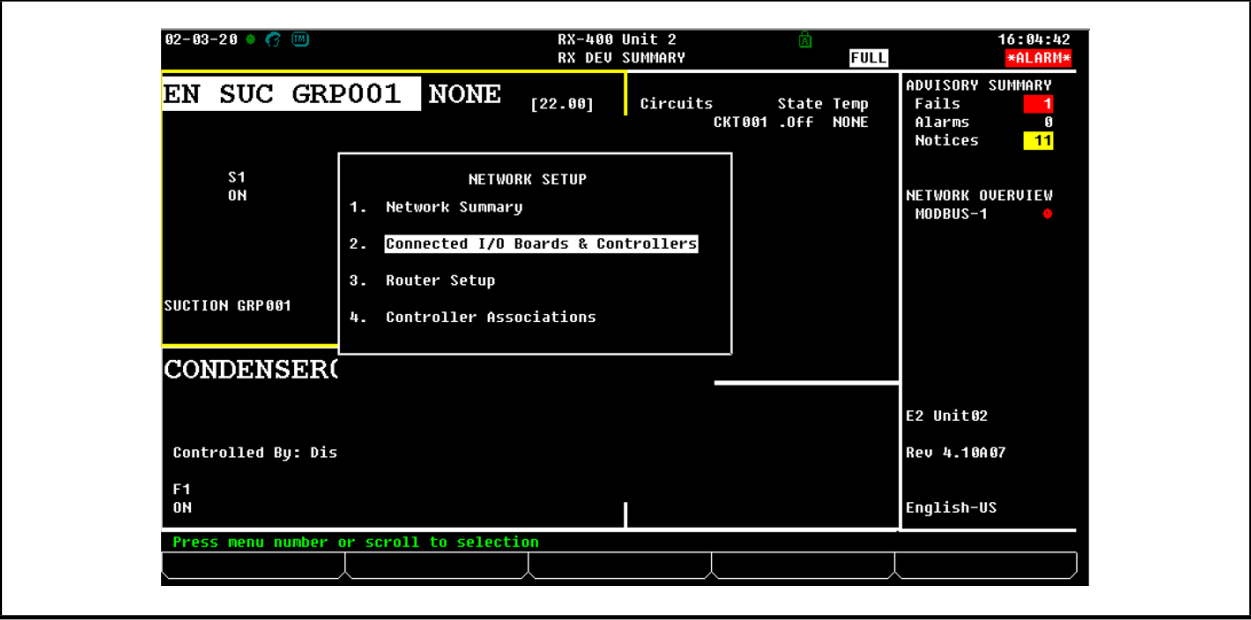 02-03-20 RX-400 Unit 2 16:04:42
RX DEV SUMMARY FULL *ALARM*
EN SUC GRP001 NONE [22.00]
Circuits State Temp
CKT001 .Off NONE
ADVISORY SUMMARY
Fails 1
Alarms 0
Notices 11
S1
ON
NETWORK SETUP
1. Network Summary
2. Connected I/O Boards & Controllers
3. Router Setup
4. Controller Associations
NETWORK OVERVIEW
MODBUS-1
SUCTION GRP001
CONDENSER(
Controlled By: Dis
F1
ON
E2 Unit02
Rev 4.10A07
English-US
Press menu number or scroll to selection